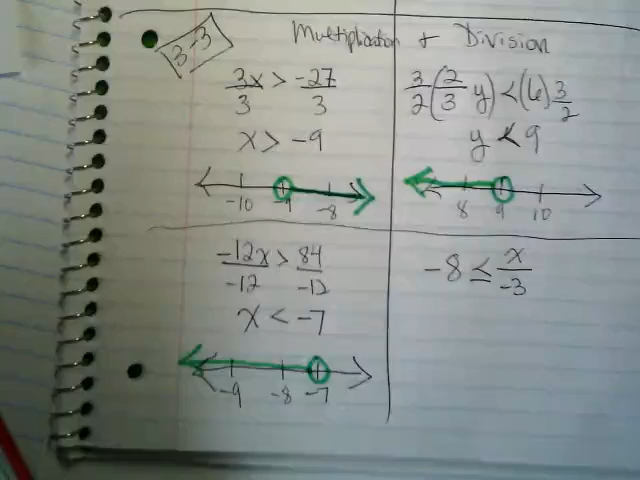 3-3
Multiplication + Division
3x/3 > -27/3
x > -9
-10 -9 -8
3/2(2/3 y) < (6) 3/2
y < 9
8 9 10
-12x/-12 > 84/-12
x < -7
-9 -8 -7
-8 ≤ x/-3